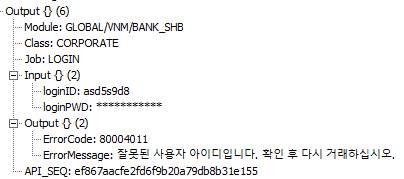 Output {} (6)
Module: GLOBAL/VNM/BANK_SHB
Class: CORPORATE
Job: LOGIN
Input {} (2)
loginID: asd5s9d8
loginPWD: ***********
Output {} (2)
ErrorCode: 80004011
ErrorMessage: 잘못된 사용자 아이디입니다. 확인 후 다시 거래하십시오.
API_SEQ: ef867aacfe2fd6f9b20a79db8b31e155